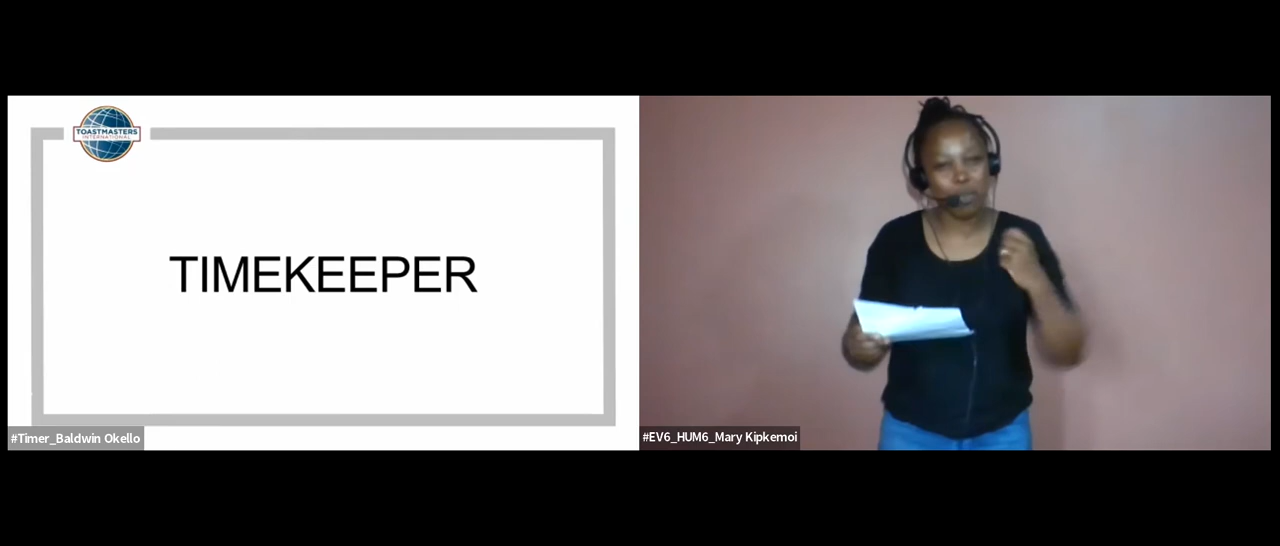 TOASTMASTERS
INTERNATIONAL
TIMEKEEPER
#Timer_Baldwin Okello
#EV6_HUM6_Mary Kipkemoi